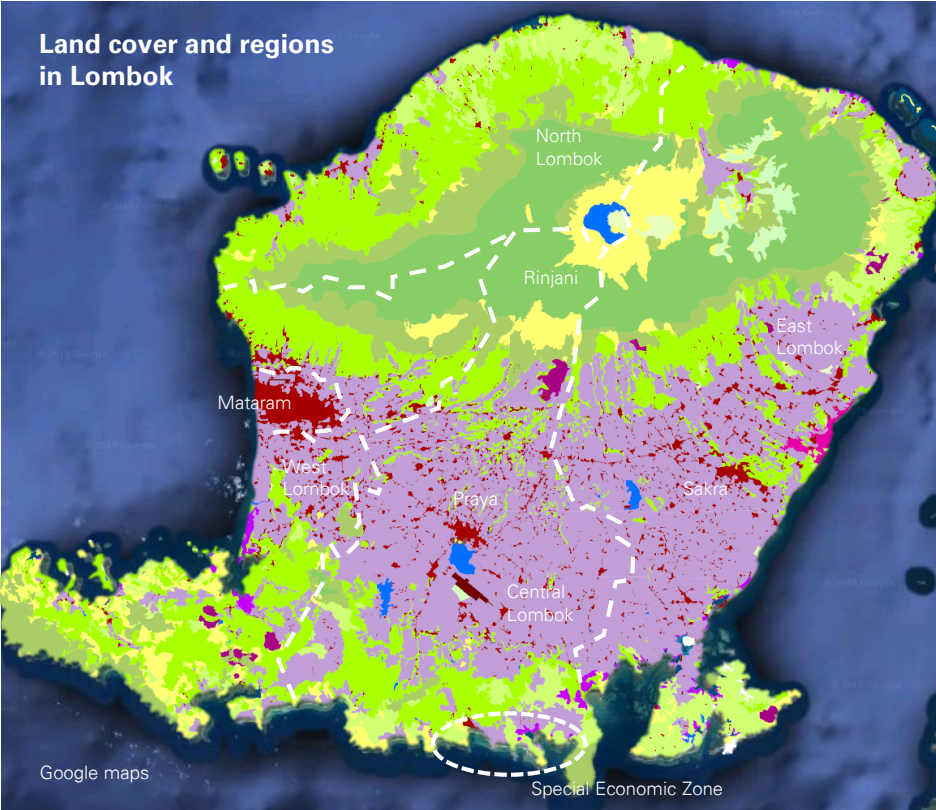 Land cover and regions
in Lombok
North
Lombok
Rinjani
East
Lombok
Mataram
West
Lombok
Praya
Sakra
Central
Lombok
Google maps
Special Economic Zone